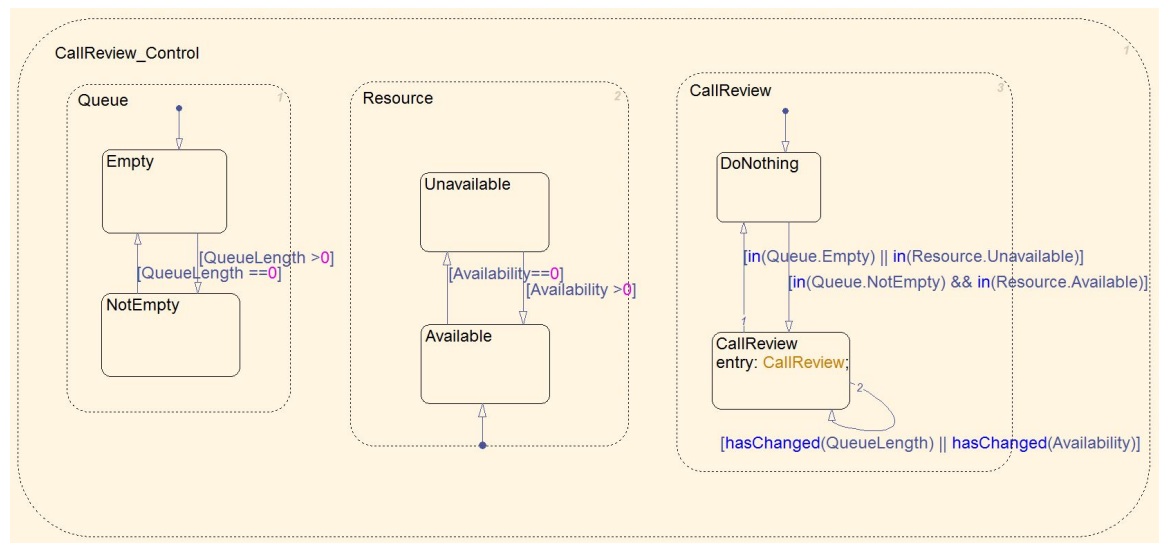 CallReview_Control
1
Queue
1
Empty
[QueueLength >0]
[QueueLength ==0]
NotEmpty
Resource
2
Unavailable
[Availability==0]
[Availability >0]
Available
CallReview
3
DoNothing
[in(Queue.Empty) || in(Resource.Unavailable)]
[in(Queue.NotEmpty) && in(Resource.Available)]
1
CallReview
entry: CallReview;
2
[hasChanged(QueueLength) || hasChanged(Availability)]